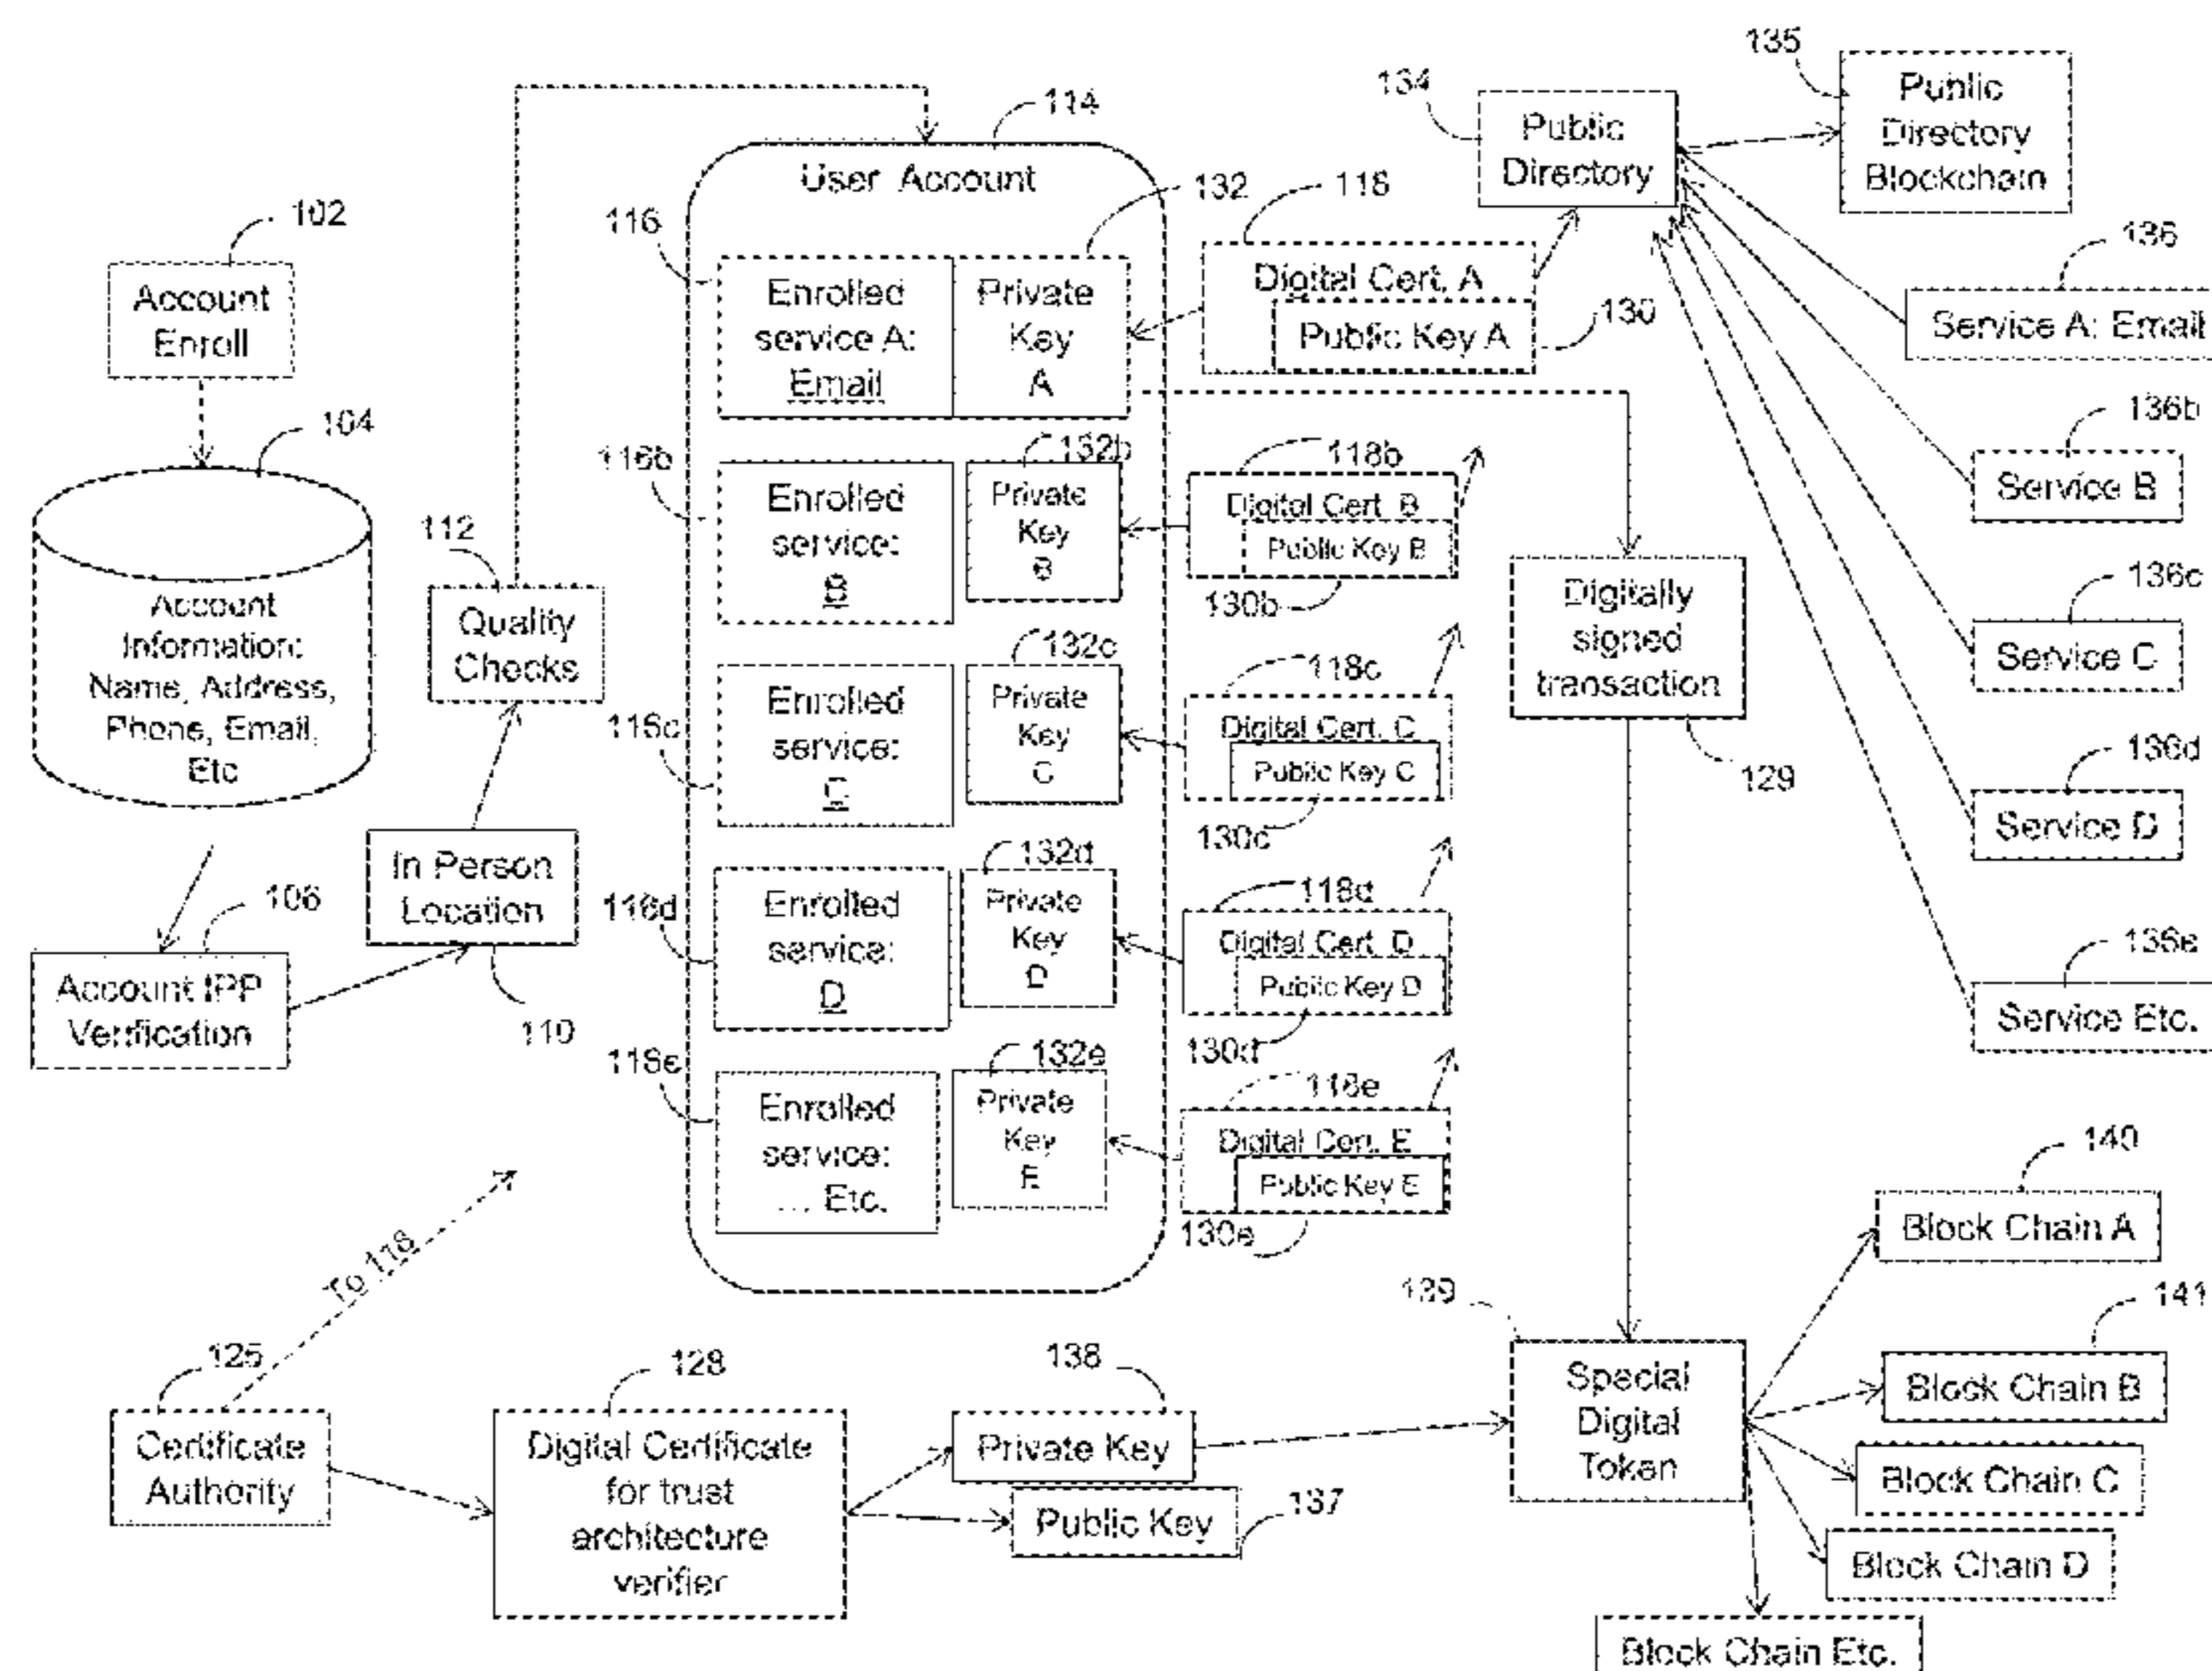 102
Account
Enroll
104
Account
Information:
Name, Address,
Phone, Email,
Etc
106
Account IPP
Verification
110
In Person
Location
112
Quality
Checks
114
User Account
116
Enrolled
service A:
Email
132
Private
Key
A
118
Digital Cert. A
Public Key A
130
116b
Enrolled
service:
B
132b
Private
Key
B
118b
Digital Cert. B
Public Key B
130b
116c
Enrolled
service:
C
132c
Private
Key
C
118c
Digital Cert. C
Public Key C
130c
116d
Enrolled
service:
D
132d
Private
Key
D
118d
Digital Cert. D
Public Key D
130d
116e
Enrolled
service:
... Etc.
132e
Private
Key
E
118e
Digital Cert. E
Public Key E
130e
134
Public
Directory
135
Public
Directory
Blockchain
136
Service A: Email
136b
Service B
136c
Service C
136d
Service D
136e
Service Etc.
Digitally
signed
transaction
129
To 118
Certificate
Authority
128
Digital Certificate
for trust
architecture
verifier
138
Private Key
Public Key
137
139
Special
Digital
Token
140
Block Chain A
141
Block Chain B
Block Chain C
Block Chain D
Block Chain Etc.